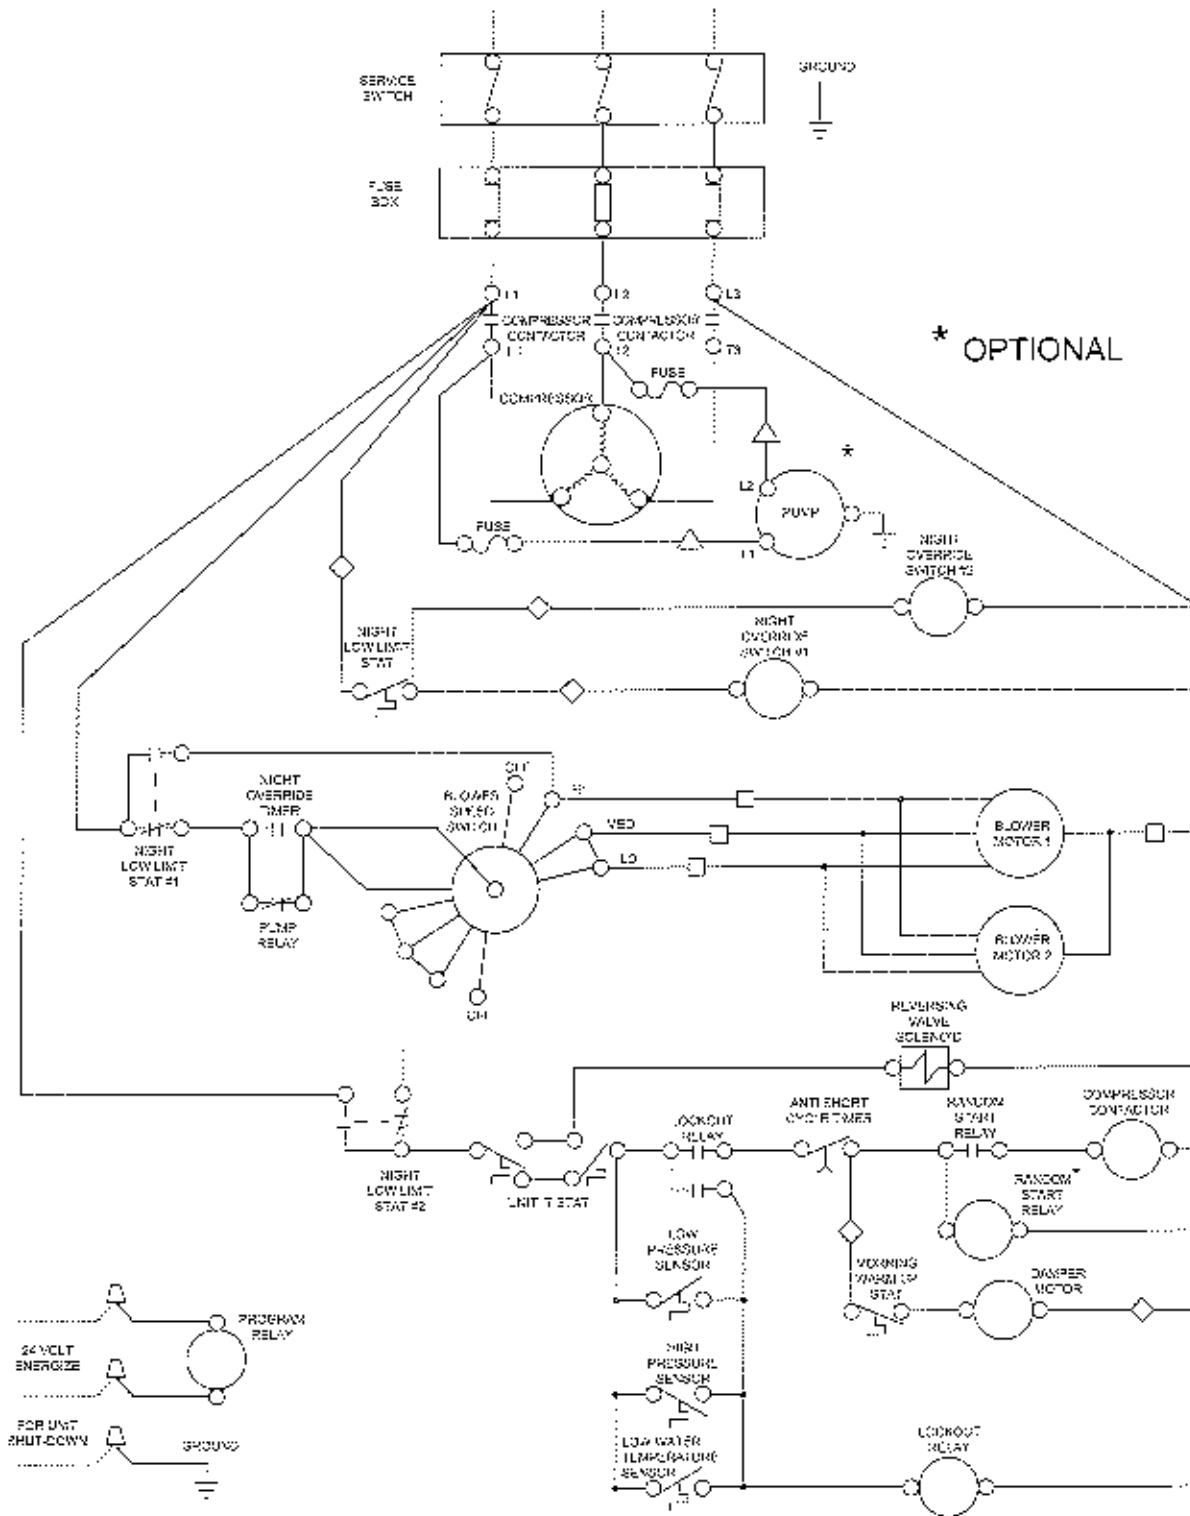 SERVICE
SWITCH
GROUND
FUSE
BOX
L1
L2
L3
COMPRESSOR
CONTACTOR
COMPRESSOR
CONTACTOR
T3
* OPTIONAL
FUSE
COMPRESSOR
*
L2
PUMP
FUSE
L1
NIGHT
OVERRIDE
SWITCH #2
NIGHT
LOW LIMIT
STAT
NIGHT
OVERRIDE
SWITCH #1
OFF
NIGHT
OVERRIDE
TIMER
BLOWER
SPEED
SWITCH
MED
LO
BLOWER
MOTOR 1
NIGHT
LOW LIMIT
STAT #1
PUMP
RELAY
BLOWER
MOTOR 2
OFF
REVERSING
VALVE
SOLENOID
LOCKOUT
RELAY
ANTI SHORT
CYCLE TIMER
RANDOM
START
RELAY
COMPRESSOR
CONTACTOR
NIGHT
LOW LIMIT
STAT #2
UNIT T STAT
RANDOM*
START
RELAY
LOW
PRESSURE
SENSOR
MORNING
WARM UP
STAT
DAMPER
MOTOR
PROGRAM
RELAY
24 VOLT
ENERGIZE
HIGH
PRESSURE
SENSOR
FOR UNIT
SHUT-DOWN
GROUND
LOW WATER
TEMPERATURE
SENSOR
LOCKOUT
RELAY